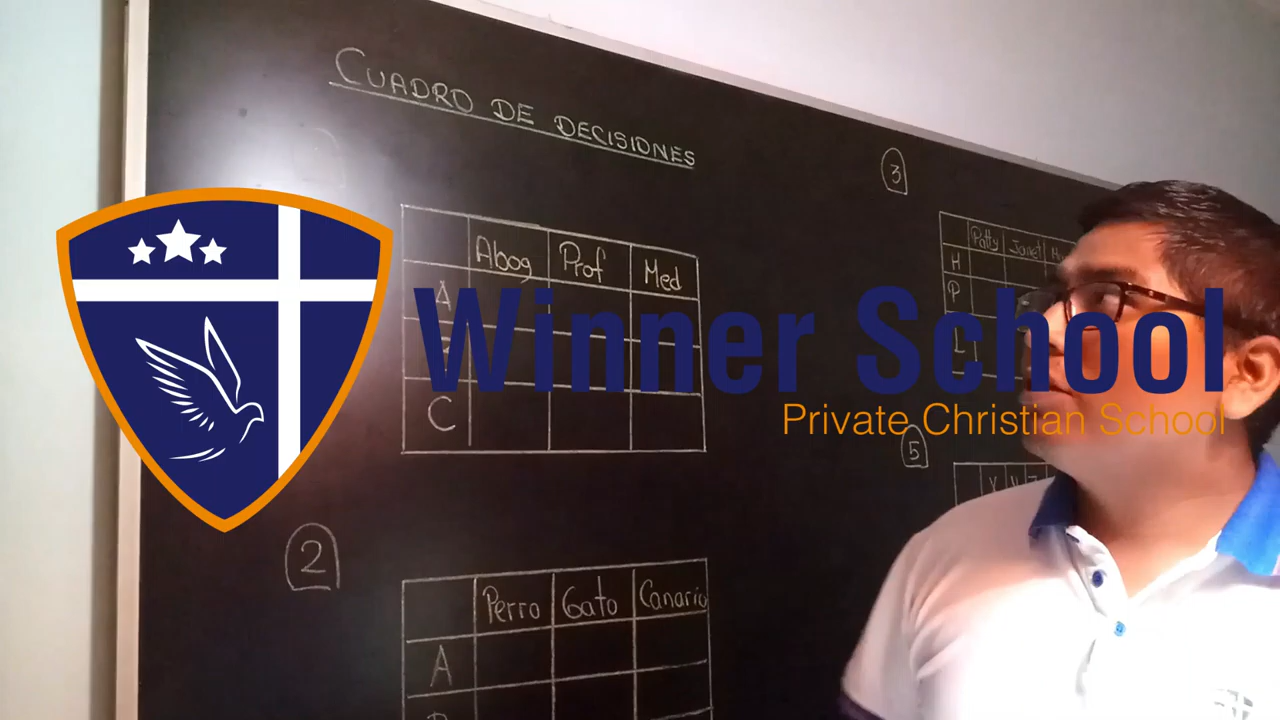 CUADRO DE DECISIONES
3
Abog Prof Med
A
C
Patty Janet
H
P
L
Winner School
Private Christian School
5
2
Perro Gato Canario
A